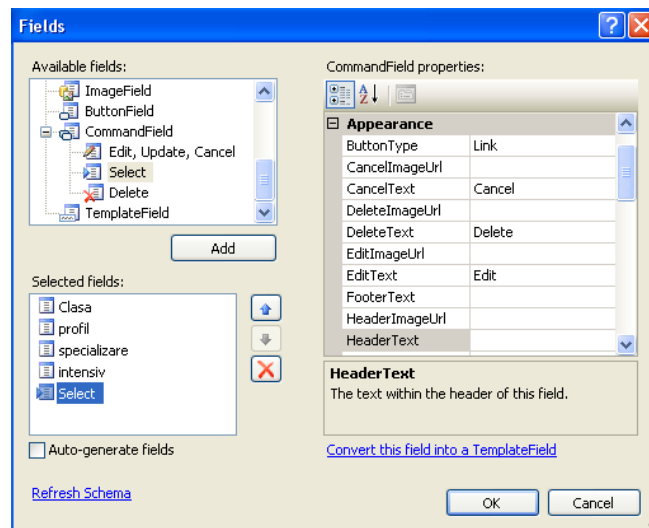 Fields
Available fields:
ImageField
ButtonField
CommandField
Edit, Update, Cancel
Select
Delete
TemplateField
Add
Selected fields:
Clasa
profil
specializare
intensiv
Select
Auto-generate fields
Refresh Schema
CommandField properties:
Appearance
ButtonType Link
CancelImageUrl
CancelText Cancel
DeleteImageUrl
DeleteText Delete
EditImageUrl
EditText Edit
FooterText
HeaderImageUrl
HeaderText
HeaderText
The text within the header of this field.
Convert this field into a TemplateField
OK Cancel